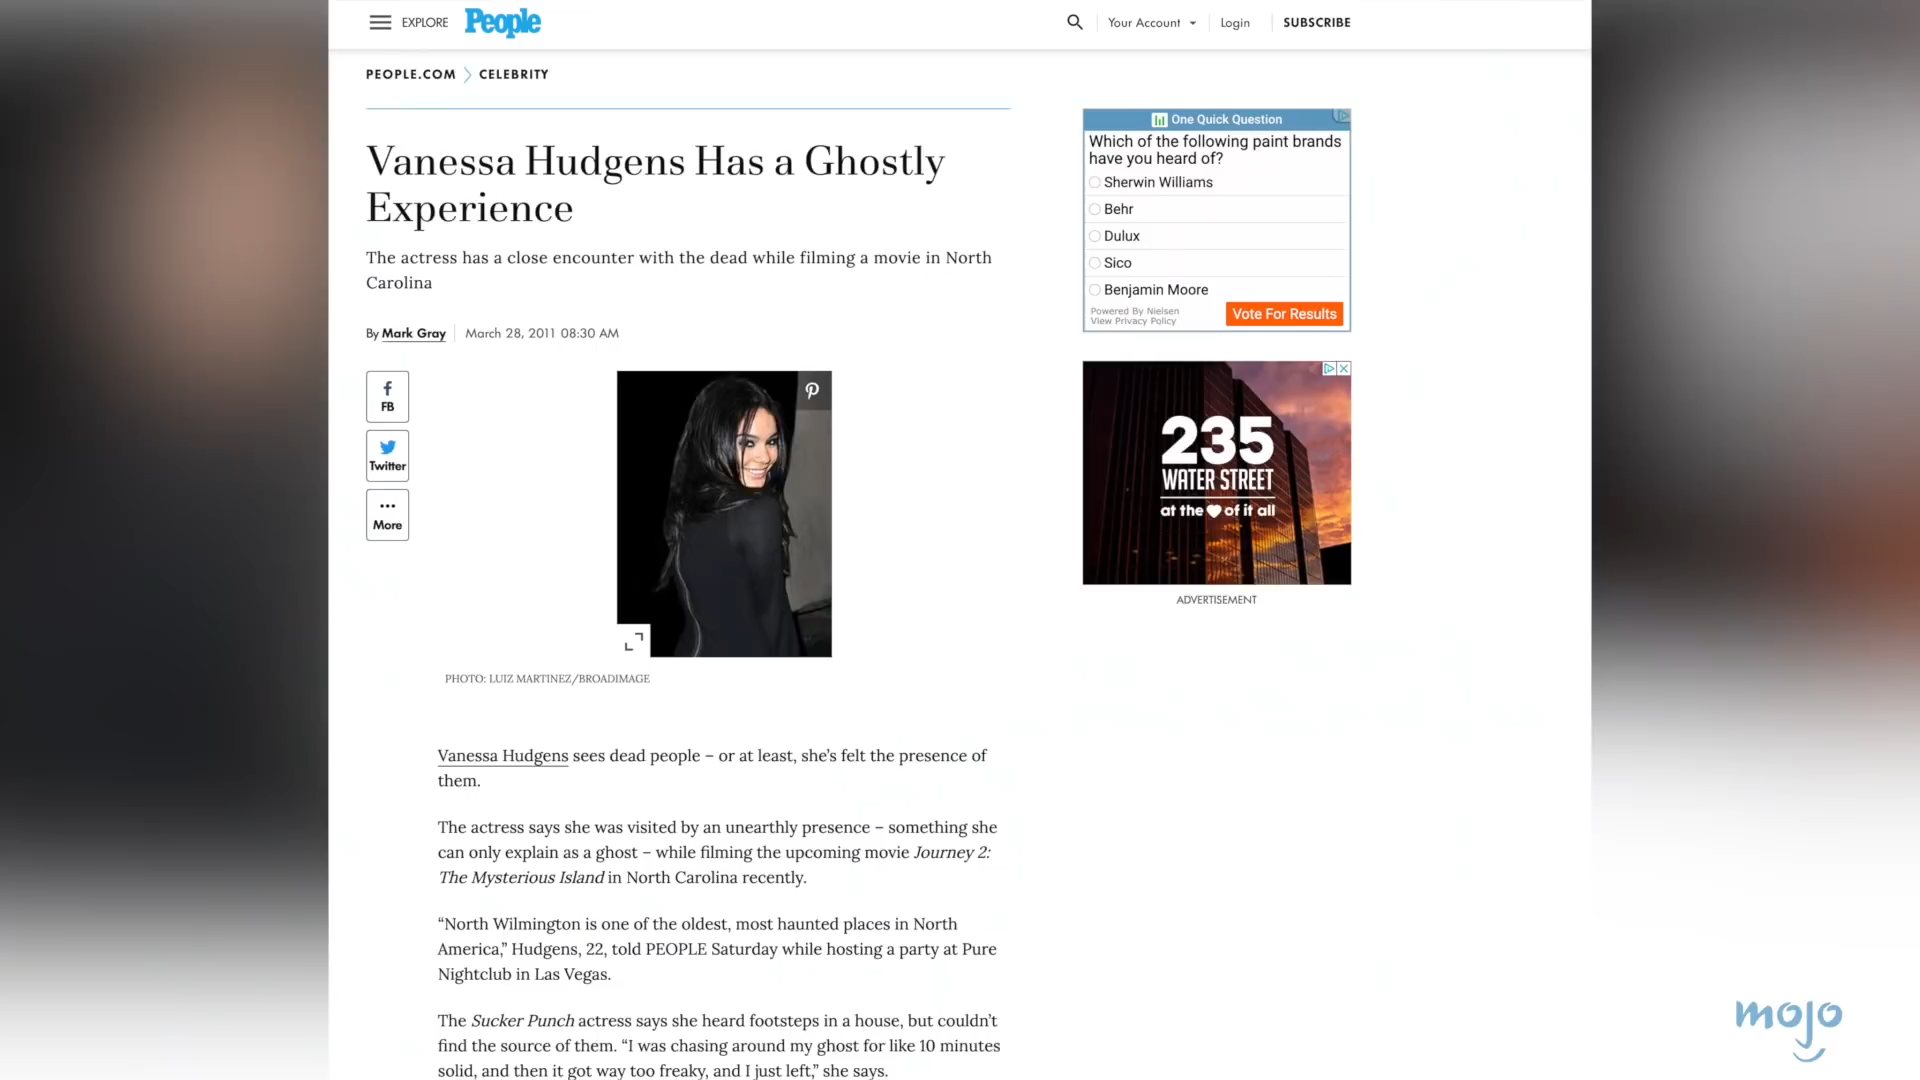 EXPLORE People Your Account Login SUBSCRIBE
PEOPLE.COM CELEBRITY
Vanessa Hudgens Has a Ghostly
Experience
The actress has a close encounter with the dead while filming a movie in North
Carolina
By Mark Gray March 28, 2011 08:30 AM
FB
Twitter
More
PHOTO: LUIZ MARTINEZ/BROADIMAGE
Vanessa Hudgens sees dead people – or at least, she’s felt the presence of
them.
The actress says she was visited by an unearthly presence – something she
can only explain as a ghost – while filming the upcoming movie Journey 2:
The Mysterious Island in North Carolina recently.
“North Wilmington is one of the oldest, most haunted places in North
America,” Hudgens, 22, told PEOPLE Saturday while hosting a party at Pure
Nightclub in Las Vegas.
The Sucker Punch actress says she heard footsteps in a house, but couldn’t
find the source of them. “I was chasing around my ghost for like 10 minutes
solid, and then it got way too freaky, and I just left,” she says.
One Quick Question
Which of the following paint brands
have you heard of?
Sherwin Williams
Behr
Dulux
Sico
Benjamin Moore
Powered By Nielsen
View Privacy Policy
Vote For Results
235
WATER STREET
at the of it all
ADVERTISEMENT
mojo